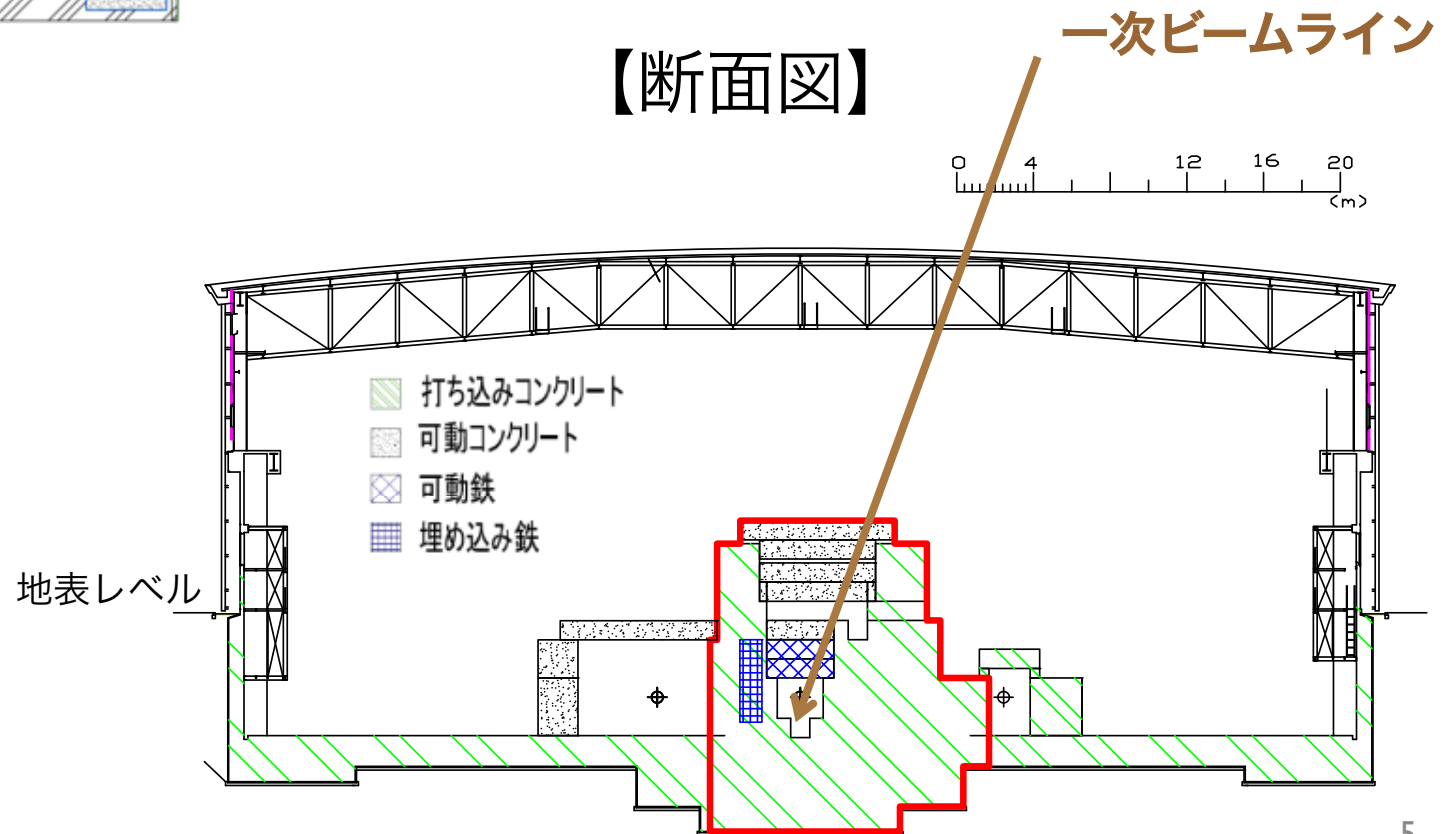 一次ビームライン
【断面図】
0 4 12 16 20
(m)
打ち込みコンクリート
可動コンクリート
可動鉄
埋め込み鉄
地表レベル
5